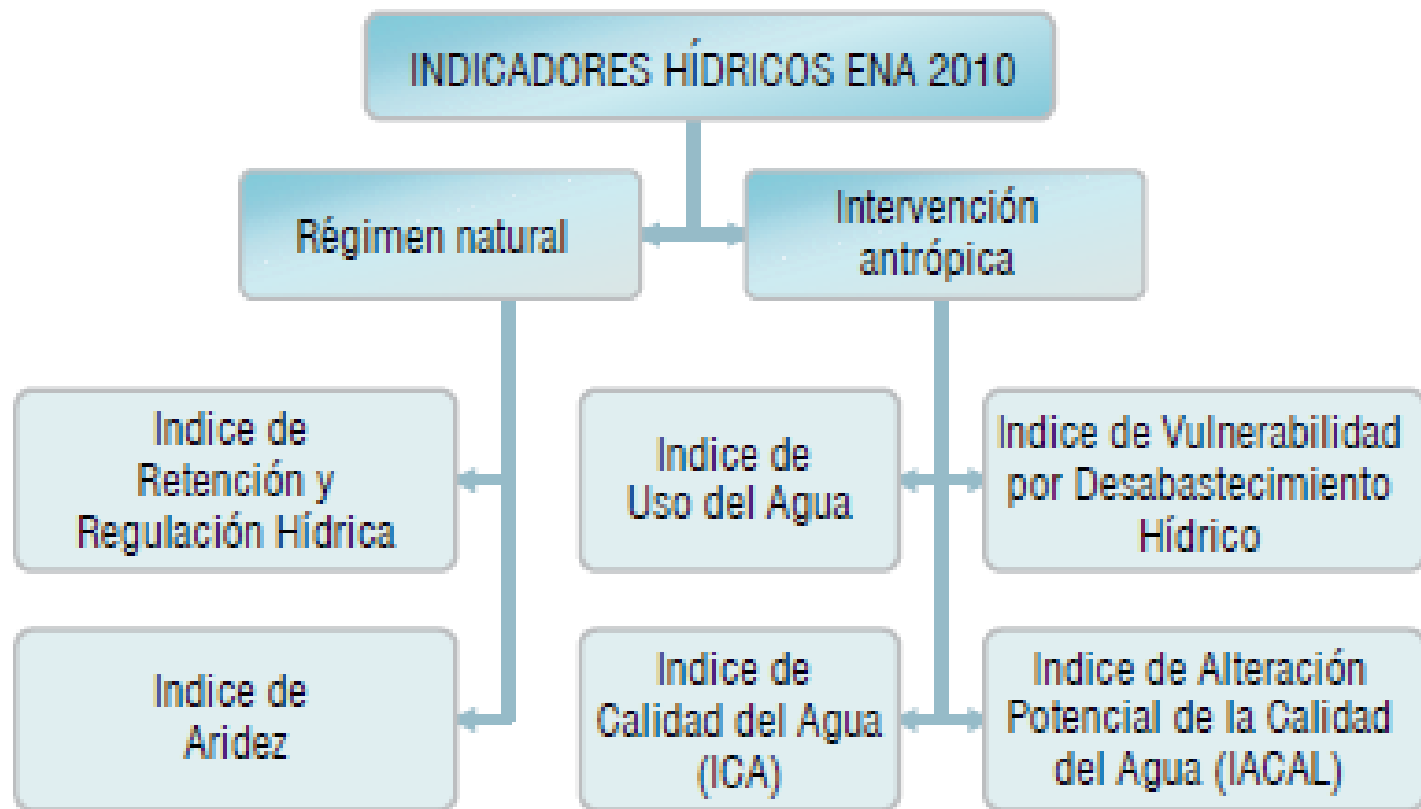 INDICADORES HÍDRICOS ENA 2010
Régimen natural
Intervención
antrópica
Indice de
Retención y
Regulación Hídrica
Indice de
Uso del Agua
Indice de Vulnerabilidad
por Desabastecimiento
Hídrico
Indice de
Aridez
Indice de
Calidad del Agua
(ICA)
Indice de Alteración
Potencial de la Calidad
del Agua (IACAL)